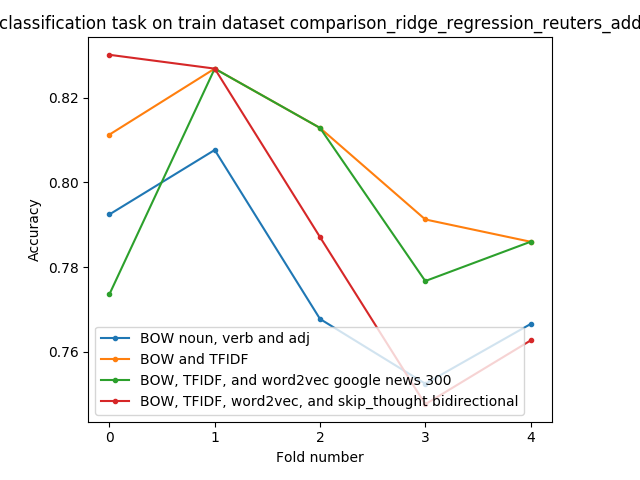 classification task on train dataset comparison_ridge_regression_reuters_add
Accuracy
0.82
0.80
0.78
0.76
BOW noun, verb and adj
BOW and TFIDF
BOW, TFIDF, and word2vec google news 300
BOW, TFIDF, word2vec, and skip_thought bidirectional
0 1 2 3 4
Fold number